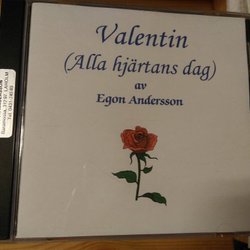 Valentin
(Alla hjärtans dag)
av
Egon Andersson